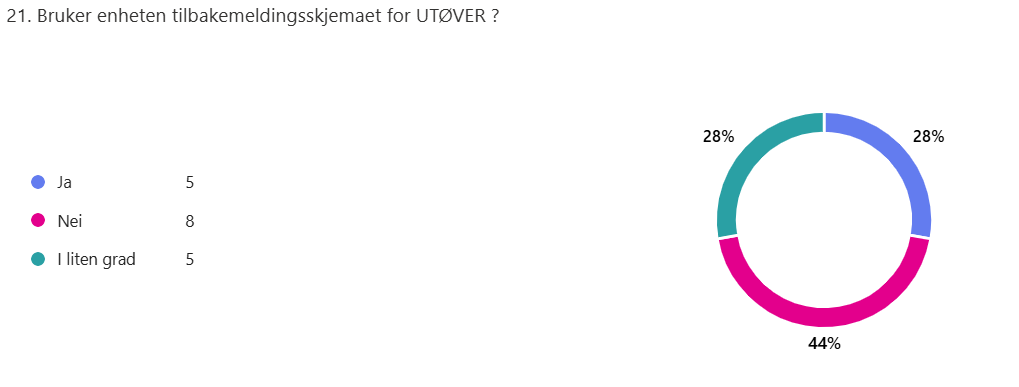 21. Bruker enheten tilbakemeldingsskjemaet for UTØVER ?
28%
28%
Ja 5
Nei 8
I liten grad 5
44%